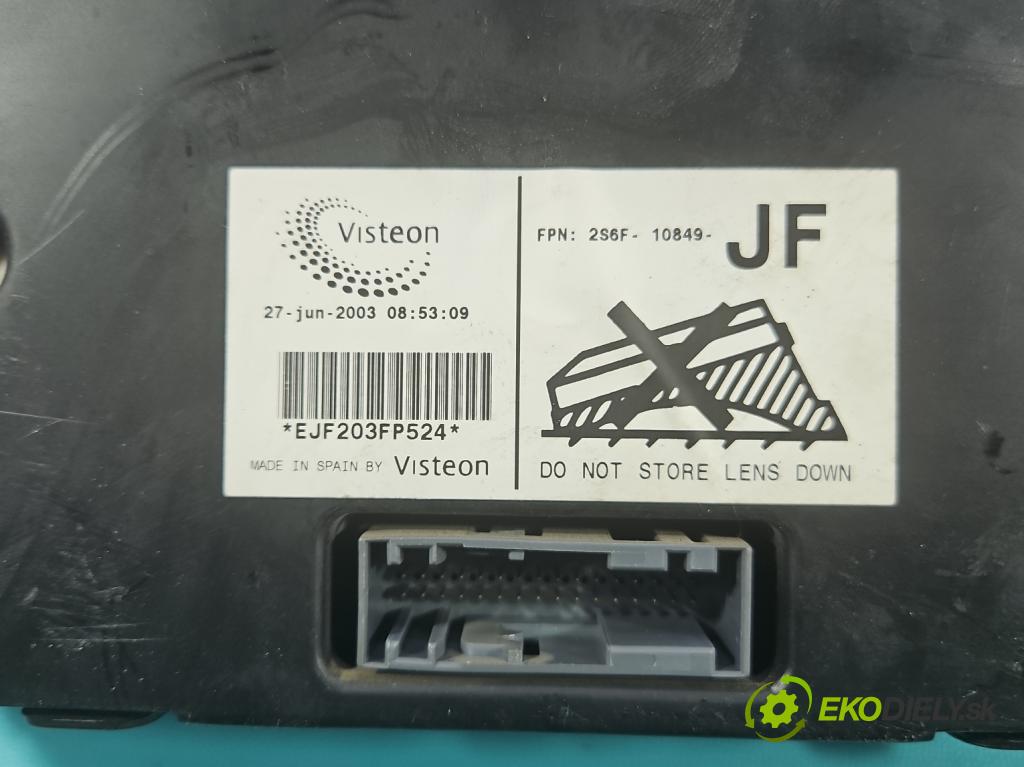 Visteon
27-jun-2003 08:53:09
*EJF203FP524*
MADE IN SPAIN BY Visteon
FPN: 2S6F- 10849- JF
DO NOT STORE LENS DOWN
EKODIELY.sk